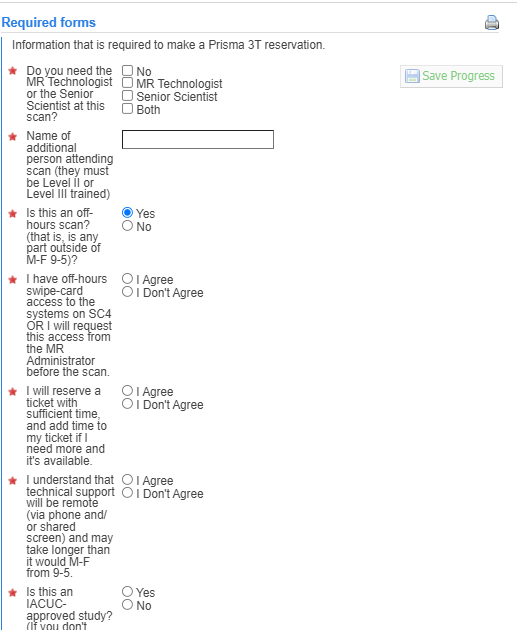 Required forms
Information that is required to make a Prisma 3T reservation.
Do you need the
MR Technologist
or the Senior
Scientist at this
scan?
No
MR Technologist
Senior Scientist
Both
Save Progress
Name of
additional
person attending
scan (they must
be Level II or
Level III trained)
Is this an off-
hours scan?
(that is, is any
part outside of
M-F 9-5)?
Yes
No
I have off-hours
swipe-card
access to the
systems on SC4
OR I will request
this access from
the MR
Administrator
before the scan.
I Agree
I Don't Agree
I will reserve a
ticket with
sufficient time,
and add time to
my ticket if I
need more and
it's available.
I Agree
I Don't Agree
I understand that
technical support
will be remote
(via phone and/
or shared
screen) and may
take longer than
it would M-F
from 9-5.
I Agree
I Don't Agree
Is this an
IACUC-
approved study?
(If you don't
Yes
No